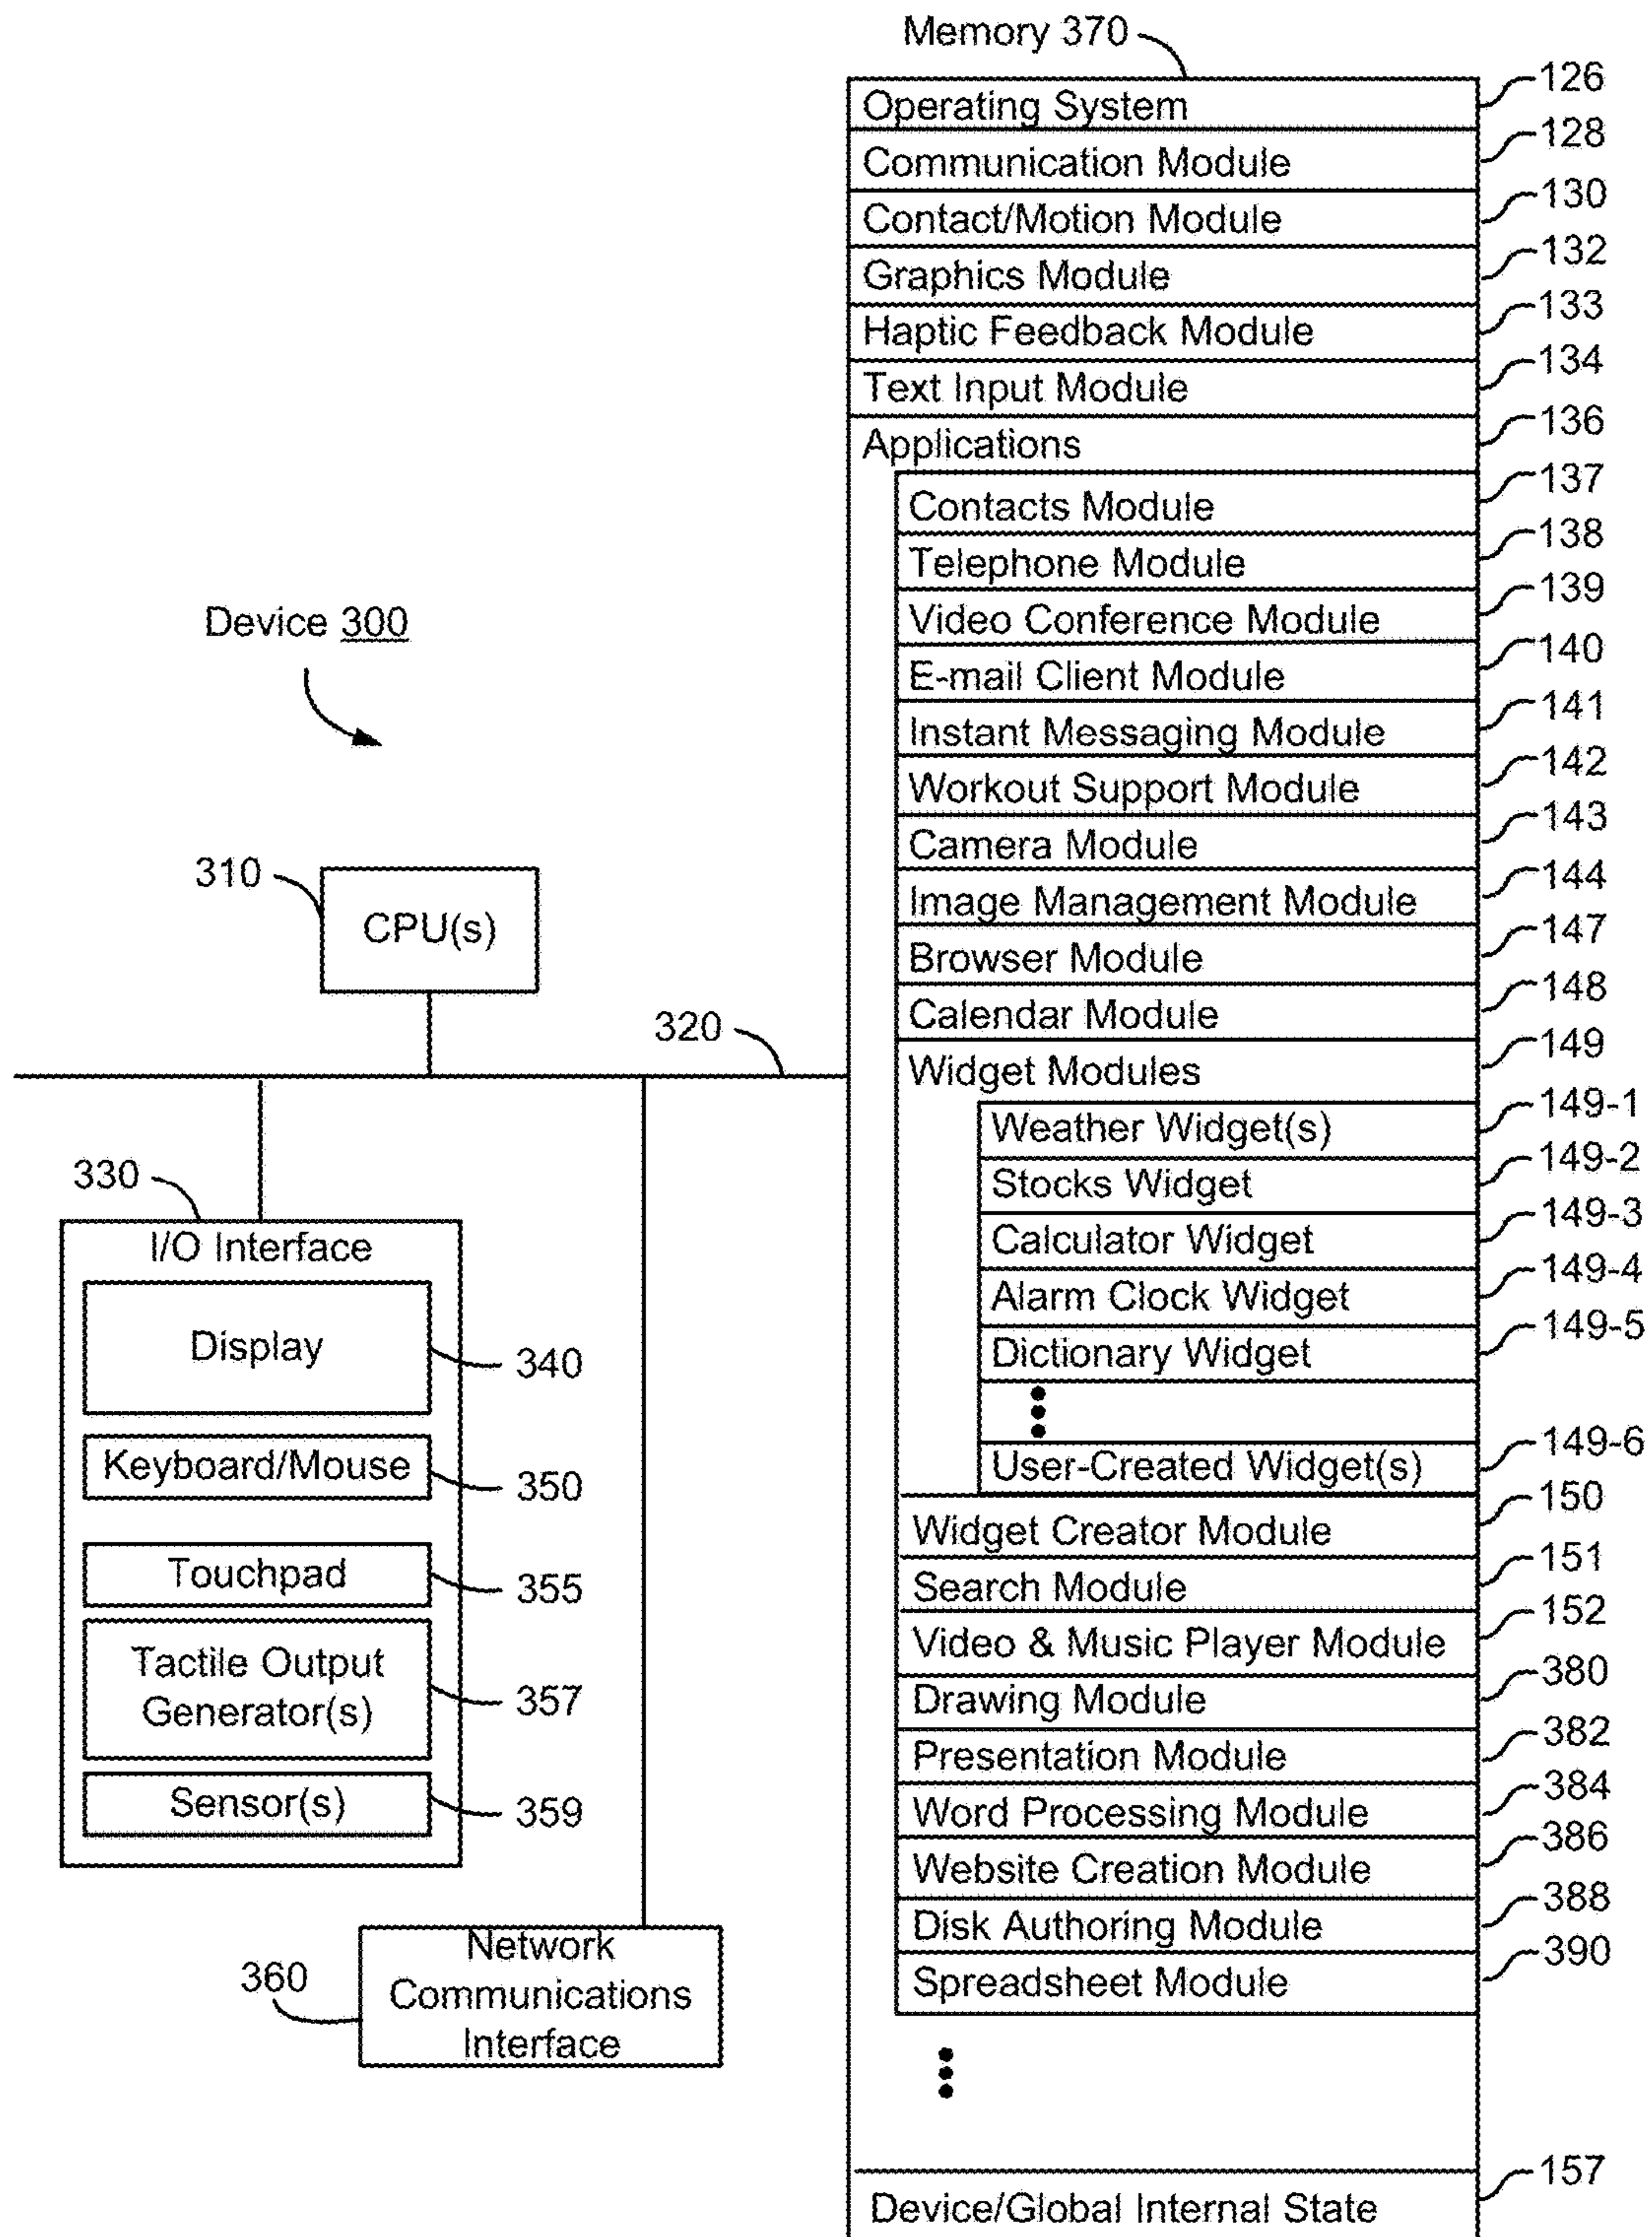 Memory 370
Operating System 126
Communication Module 128
Contact/Motion Module 130
Graphics Module 132
Haptic Feedback Module 133
Text Input Module 134
Applications 136
Contacts Module 137
Telephone Module 138
Video Conference Module 139
E-mail Client Module 140
Instant Messaging Module 141
Workout Support Module 142
Camera Module 143
Image Management Module 144
Browser Module 147
Calendar Module 148
Widget Modules 149
Weather Widget(s) 149-1
Stocks Widget 149-2
Calculator Widget 149-3
Alarm Clock Widget 149-4
Dictionary Widget 149-5
User-Created Widget(s) 149-6
Widget Creator Module 150
Search Module 151
Video & Music Player Module 152
Drawing Module 380
Presentation Module 382
Word Processing Module 384
Website Creation Module 386
Disk Authoring Module 388
Spreadsheet Module 390
Device/Global Internal State 157
Device 300
310
CPU(s)
320
330
I/O Interface
Display 340
Keyboard/Mouse 350
Touchpad 355
Tactile Output
Generator(s) 357
Sensor(s) 359
360
Network
Communications
Interface